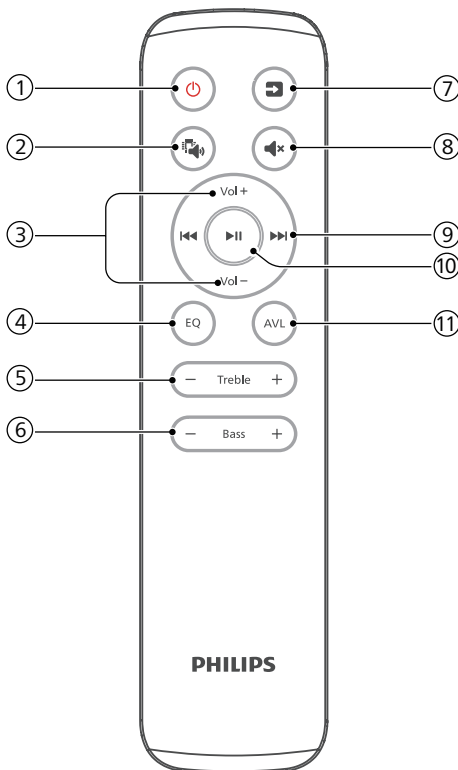 1
7
2
8
Vol +
3
9
10
Vol −
4
EQ
AVL
11
5
− Treble +
6
− Bass +
PHILIPS